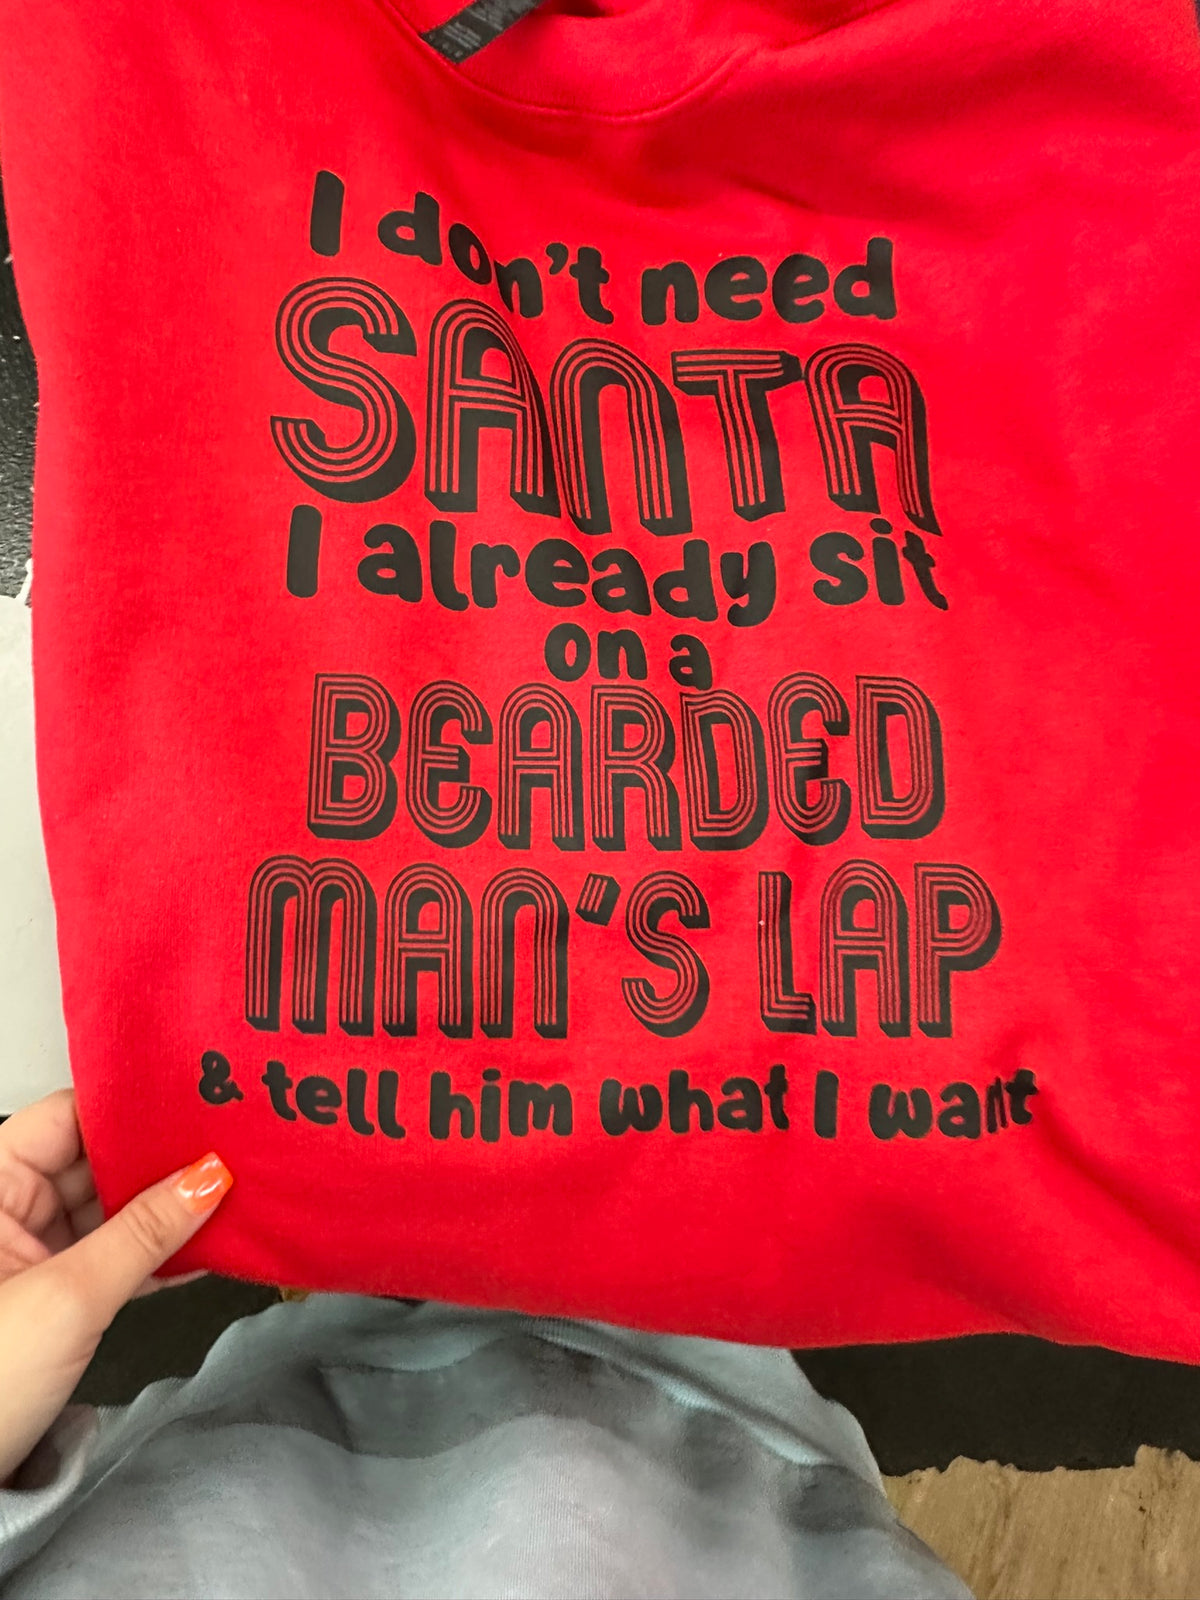 I don't need
SANTA
I already sit
on a
BEARDED
MAN'S LAP
& tell him what I want